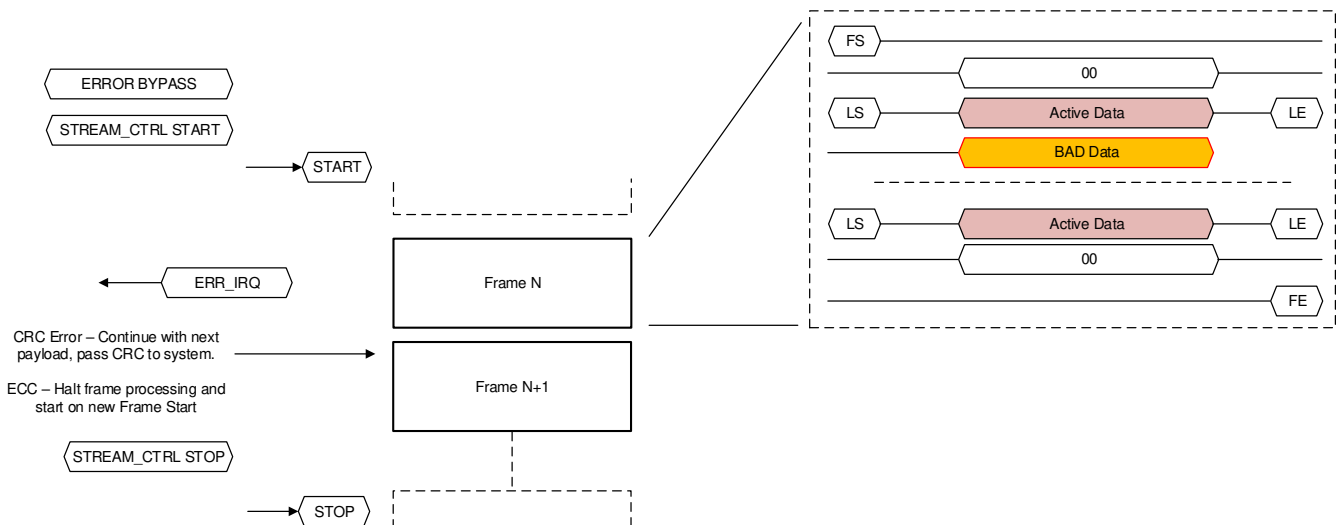 ERROR BYPASS
STREAM_CTRL START
START
ERR_IRQ
CRC Error – Continue with next
payload, pass CRC to system.
ECC – Halt frame processing and
start on new Frame Start
STREAM_CTRL STOP
STOP
Frame N
Frame N+1
FS
00
LS Active Data LE
BAD Data
LS Active Data LE
00
FE